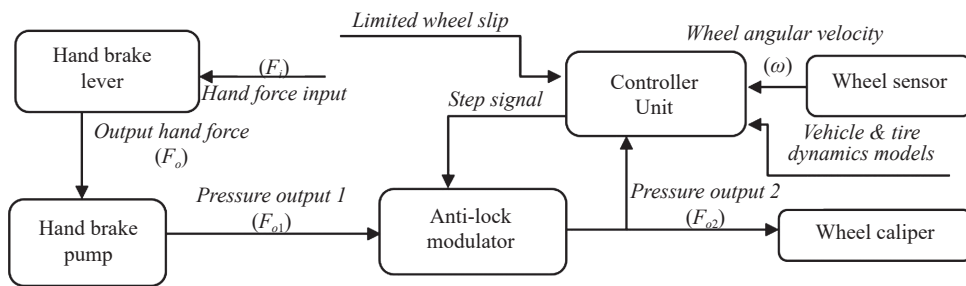 Limited wheel slip
Hand brake
lever
(Fi)
Hand force input
Wheel angular velocity
(ω)
Controller
Unit
Wheel sensor
Step signal
Output hand force
(Fo)
Vehicle & tire
dynamics models
Hand brake
pump
Pressure output 1
(Fo1)
Anti-lock
modulator
Pressure output 2
(Fo2)
Wheel caliper